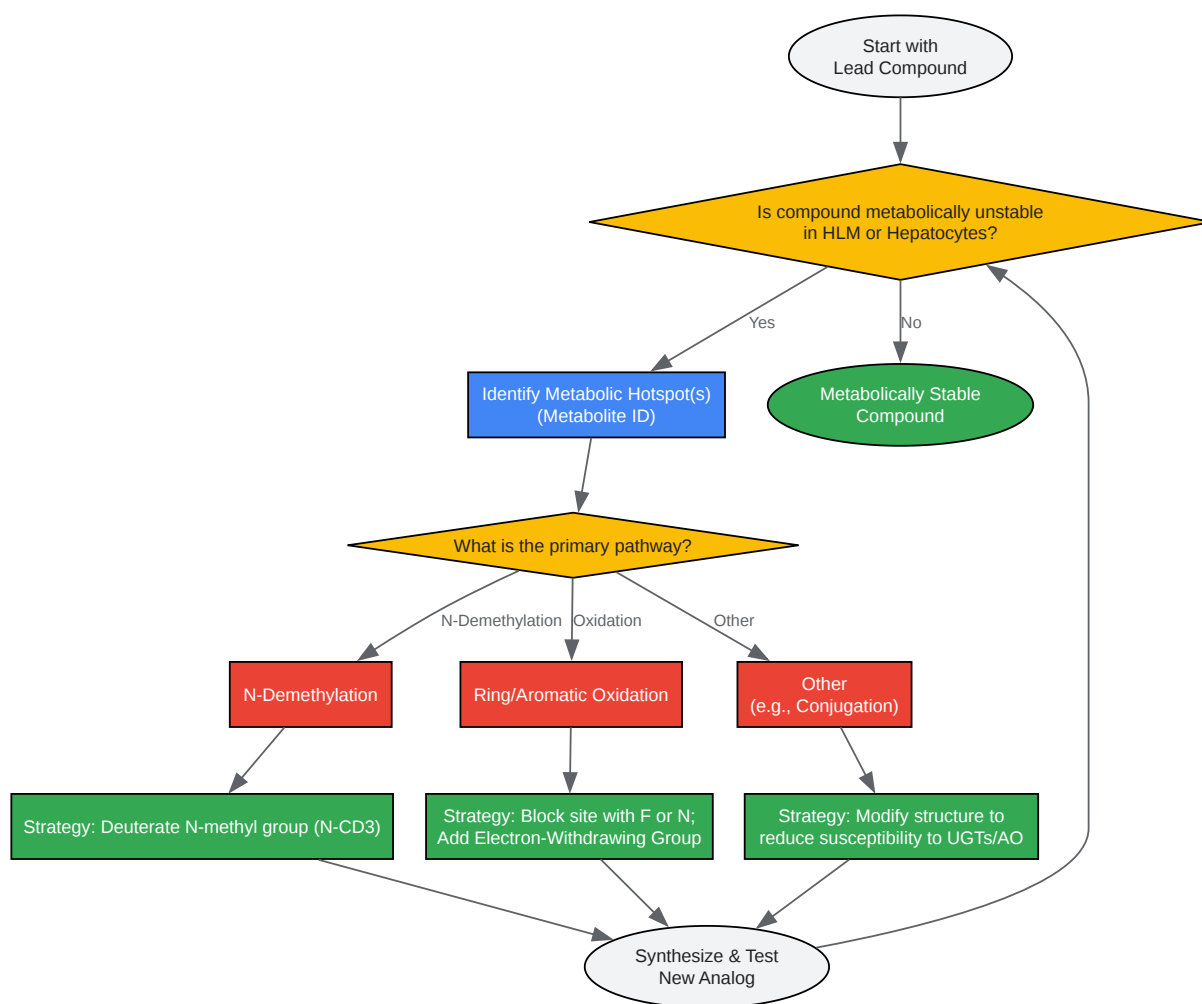 Start with
Lead Compound
Is compound metabolically unstable
in HLM or Hepatocytes?
Yes
No
Identify Metabolic Hotspot(s)
(Metabolite ID)
Metabolically Stable
Compound
What is the primary pathway?
N-Demethylation
Oxidation
Other
N-Demethylation
Ring/Aromatic Oxidation
Other
(e.g., Conjugation)
Strategy: Deuterate N-methyl group (N-CD3)
Strategy: Block site with F or N;
Add Electron-Withdrawing Group
Strategy: Modify structure to
reduce susceptibility to UGTs/AO
Synthesize & Test
New Analog